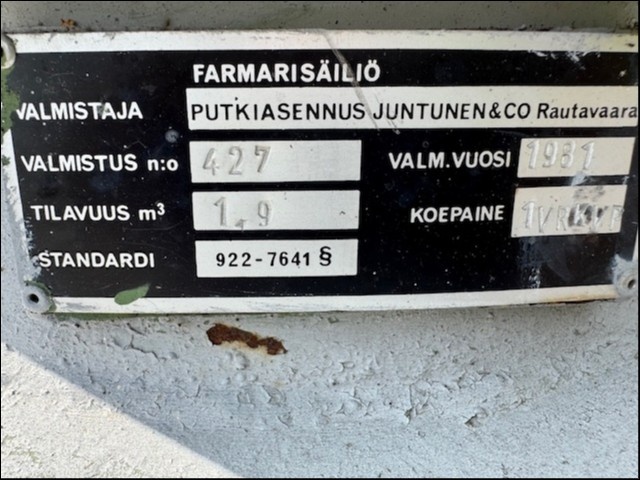 FARMARISÄILIÖ
VALMISTAJA PUTKIASENNUS JUNTUNEN & CO Rautavaara
VALMISTUS n:o 427 VALM. VUOSI 1981
TILAVUUS m³ 1,9 KOEPAINE
STANDARDI 922-7641 §